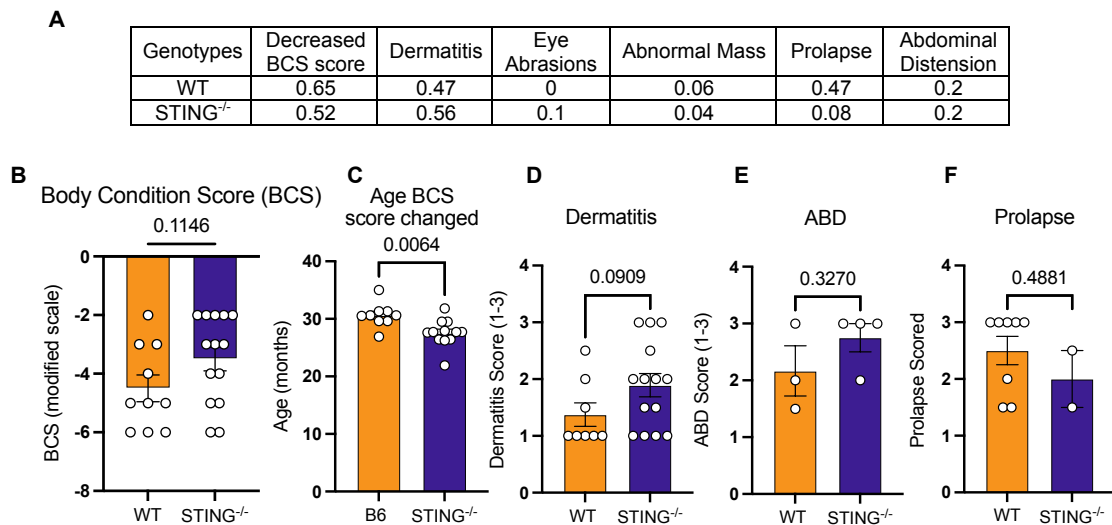 A
Genotypes Decreased BCS score Dermatitis Eye Abrasions Abnormal Mass Prolapse Abdominal Distension
WT 0.65 0.47 0 0.06 0.47 0.2
STING-/- 0.52 0.56 0.1 0.04 0.08 0.2
B
Body Condition Score (BCS)
0.1146
BCS (modified scale)
0
-2
-4
-6
-8
WT STING-/-
C
Age BCS
score changed
0.0064
Age (months)
40
30
20
10
0
B6 STING-/-
D
Dermatitis
0.0909
Dermatitis Scored (1-3)
4
3
2
1
0
WT STING-/-
E
ABD
0.3270
ABD Score (1-3)
4
3
2
1
0
WT STING-/-
F
Prolapse
0.4881
Prolapse Scored
4
3
2
1
0
WT STING-/-